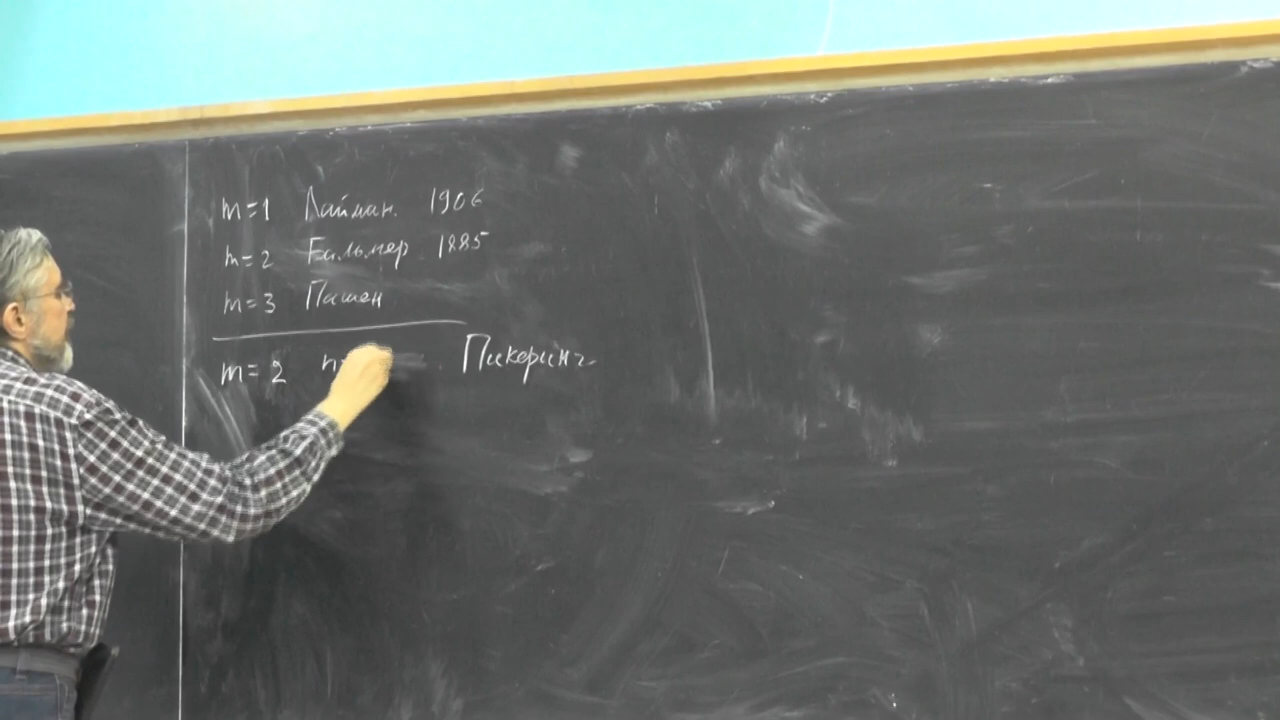 m=1 Лайман. 1906
m=2 Бальмер. 1885
m=3 Пашен
m=2 n= . Пикеринг